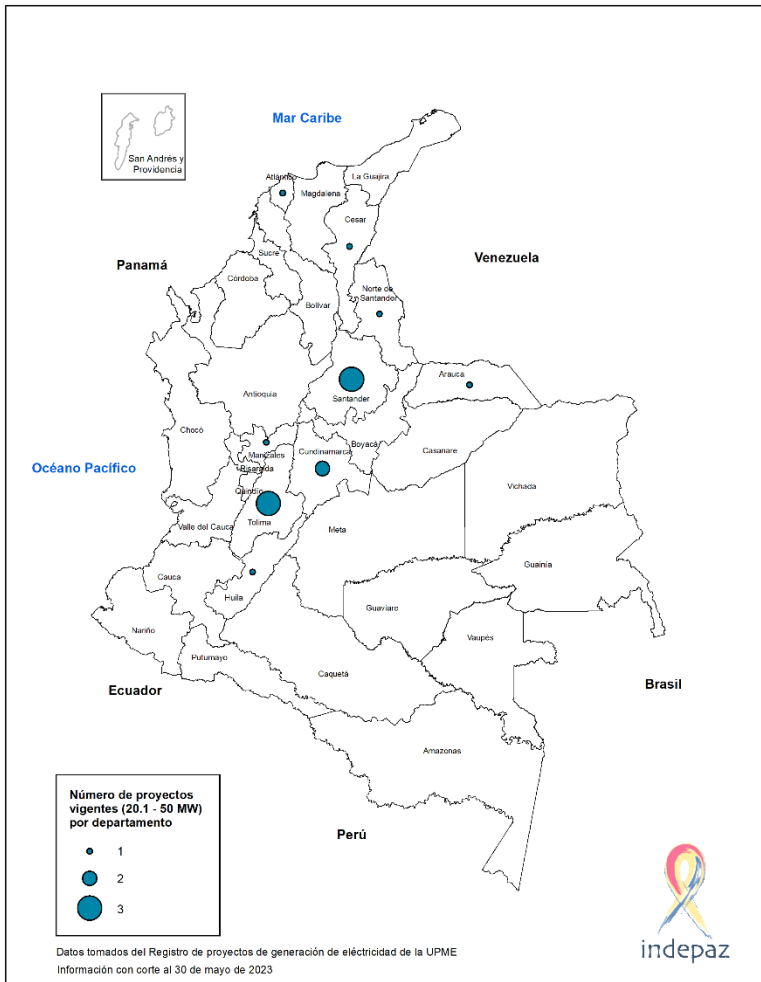 Mar Caribe
San Andrés y
Providencia
Atlántico
La Guajira
Magdalena
Cesar
Sucre
Panamá
Venezuela
Córdoba
Norte de
Santander
Bolívar
Arauca
Antioquia
Santander
Chocó
Boyacá
Cundinamarca
Casanare
Manizales
Océano Pacífico
Risaralda
Vichada
Quindío
Tolima
Valle del Cauca
Meta
Guainía
Cauca
Huila
Guaviare
Nariño
Vaupés
Putumayo
Caquetá
Ecuador
Brasil
Amazonas
Número de proyectos
vigentes (20.1 - 50 MW)
por departamento
1
2
3
Perú
indepaz
Datos tomados del Registro de proyectos de generación de eléctricidad de la UPME
Información con corte al 30 de mayo de 2023